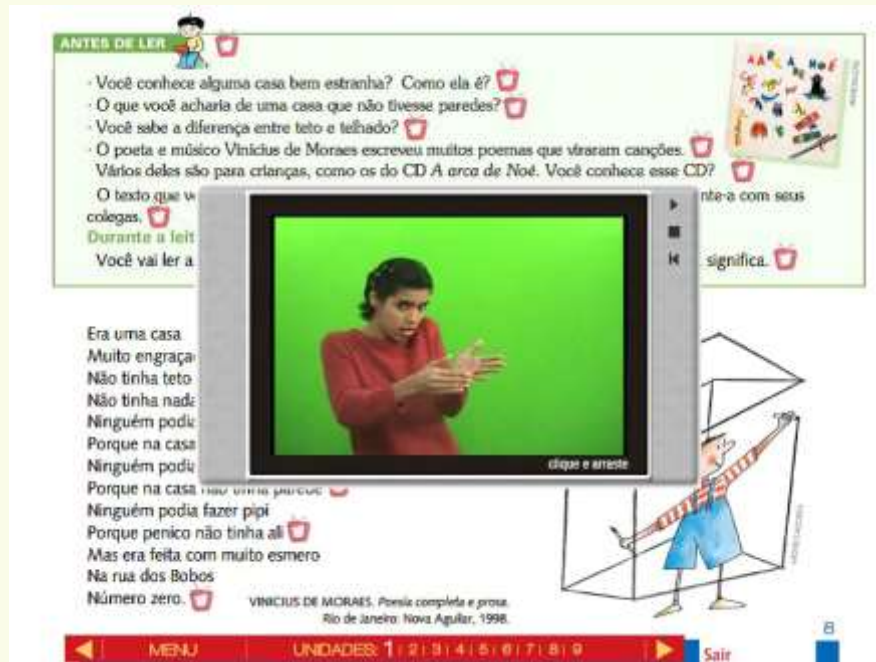 ANTES DE LER
· Você conhece alguma casa bem estranha? Como ela é?
· O que você acharia de uma casa que não tivesse paredes?
· Você sabe a diferença entre teto e telhado?
· O poeta e músico Vinicius de Moraes escreveu muitos poemas que viraram canções.
Vários deles são para crianças, como os do CD A arca de Noé. Você conhece esse CD?
O texto que v nte-a com seus
colegas.
Durante a leit
Você vai ler a significa.
clique e arraste
Era uma casa
Muito engraça
Não tinha teto
Não tinha nada
Ninguém podia
Porque na casa
Ninguém podia
Porque na casa não tinha parede
Ninguém podia fazer pipi
Porque penico não tinha ali
Mas era feita com muito esmero
Na rua dos Bobos
Número zero.
VINICIUS DE MORAES. Poesia completa e prosa.
Rio de Janeiro: Nova Aguilar, 1998.
8
MENU UNIDADES: 1 | 2 | 3 | 4 | 5 | 6 | 7 | 8 | 9
Sair